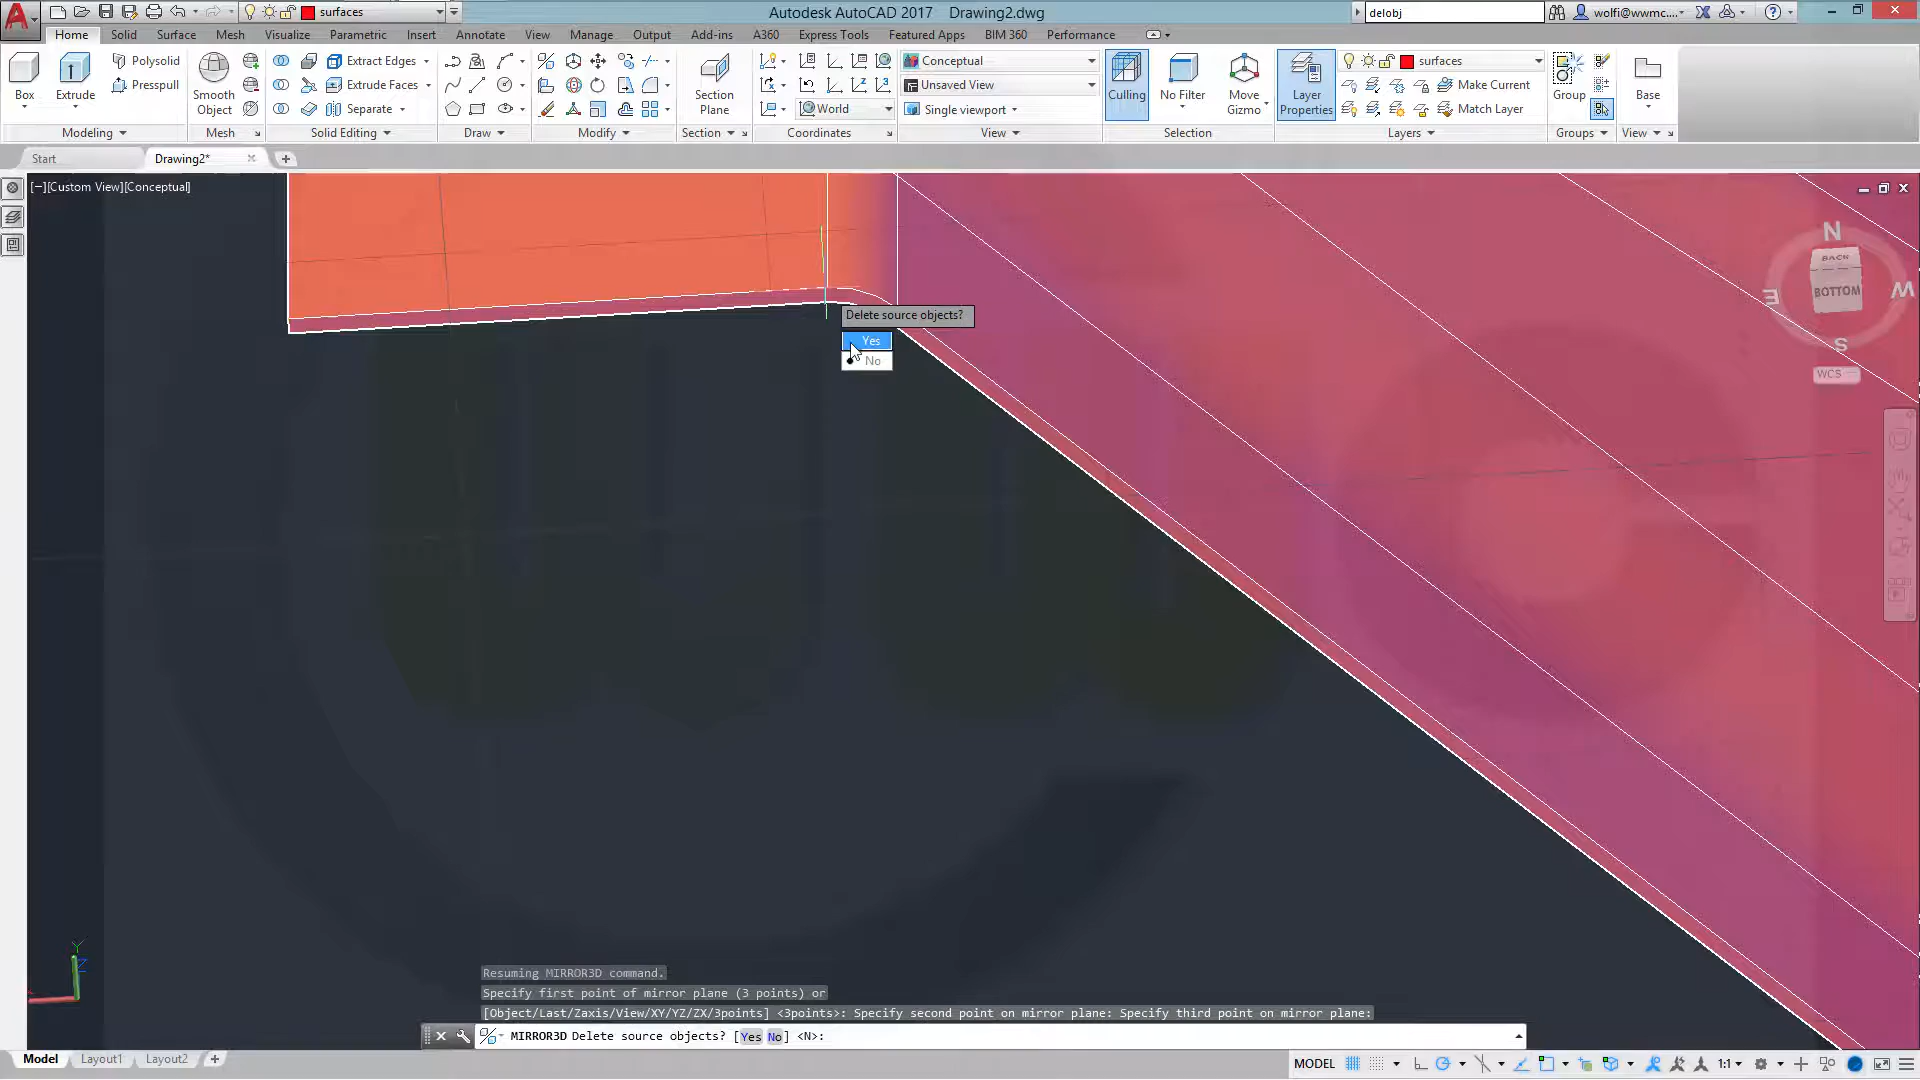 surfaces
Autodesk AutoCAD 2017 Drawing2.dwg
delobj
wolfi@wwmc....
Home Solid Surface Mesh Visualize Parametric Insert Annotate View Manage Output Add-ins A360 Express Tools Featured Apps BIM 360 Performance
Box
Extrude
Polysolid
Presspull
Smooth
Object
Extract Edges
Extrude Faces
Separate
Section
Plane
World
Conceptual
Unsaved View
Single viewport
Culling
No Filter
Move
Gizmo
Layer
Properties
surfaces
Make Current
Match Layer
Group
Base
Modeling Mesh Solid Editing Draw Modify Section Coordinates View Selection Layers Groups View
Start Drawing2*
[−][Custom View][Conceptual]
N
BACK
BOTTOM
E
W
S
WCS
Delete source objects?
Yes
No
Y
Z
Resuming MIRROR3D command.
Specify first point of mirror plane (3 points) or
[Object/Last/Zaxis/View/XY/YZ/ZX/3points] <3points>: Specify second point on mirror plane: Specify third point on mirror plane:
MIRROR3D Delete source objects? [Yes No] <N>:
Model Layout1 Layout2
MODEL 1:1